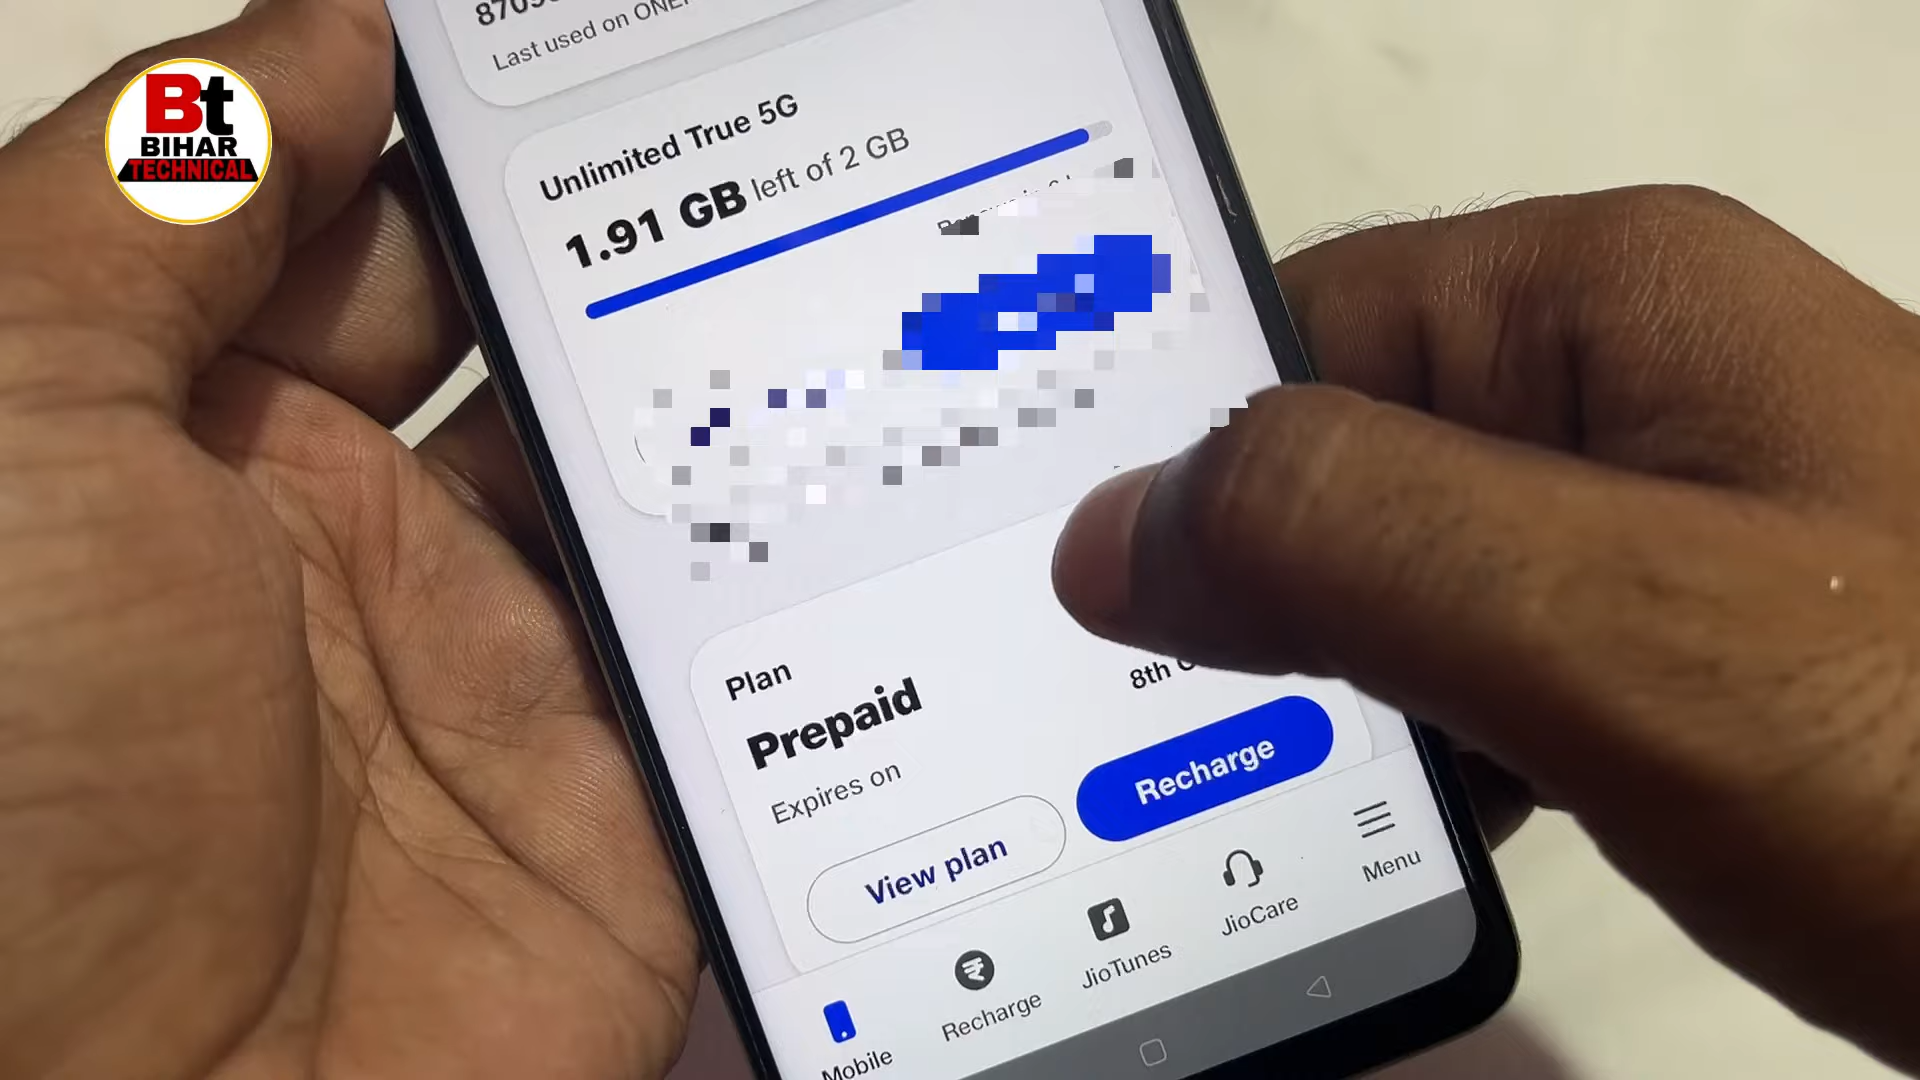 Bt
BIHAR
TECHNICAL
Last used on
Unlimited True 5G
1.91 GB left of 2 GB
Plan
Prepaid
8th
Expires on
View plan
Recharge
Mobile
Recharge
JioTunes
JioCare
Menu